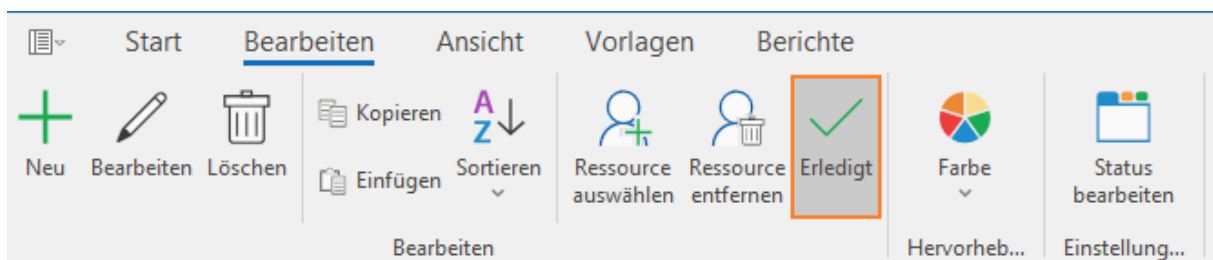 Start Bearbeiten Ansicht Vorlagen Berichte
Neu Bearbeiten Löschen
Kopieren
Einfügen
A
Z
Sortieren
Ressource
auswählen
Ressource
entfernen
Erledigt
Farbe
Status
bearbeiten
Bearbeiten Hervorheb... Einstellung...